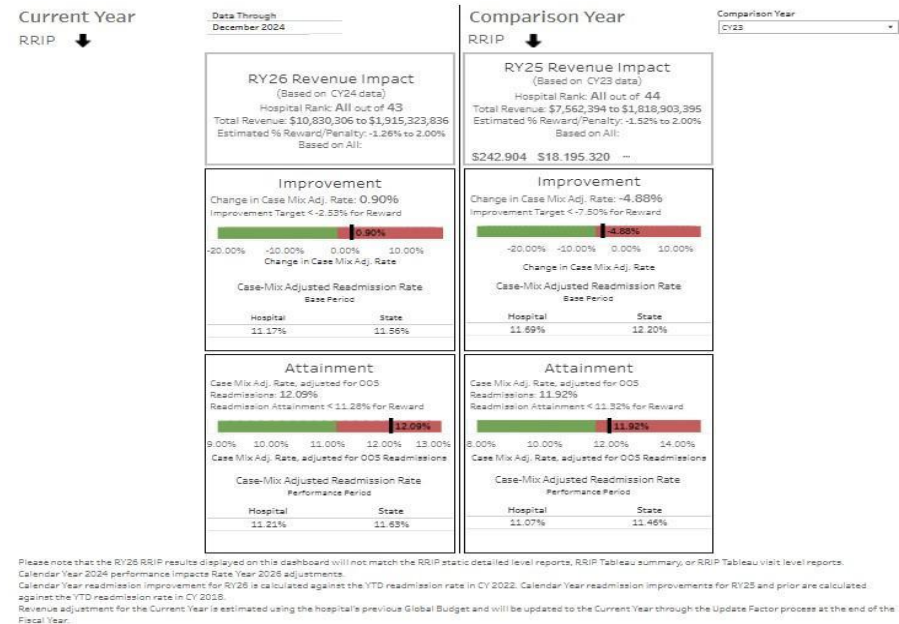 Current Year
RRIP
Data Through
December 2024
RY26 Revenue Impact
(Based on CY24 data)
Hospital Rank: All out of 43
Total Revenue: $10,830,306 to $1,915,323,836
Estimated % Reward/Penalty: -1.26% to 2.00%
Based on All:
Improvement
Change in Case Mix Adj. Rate: 0.90%
Improvement Target < -2.53% for Reward
0.90%
-20.00% -10.00% 0.00% 10.00%
Change in Case Mix Adj. Rate
Case-Mix Adjusted Readmission Rate
Base Period
Hospital State
11.17% 11.56%
Attainment
Case Mix Adj. Rate, adjusted for OOS
Readmissions: 12.09%
Readmission Attainment < 11.26% for Reward
12.09%
9.00% 10.00% 11.00% 12.00% 13.00%
Case Mix Adj. Rate, adjusted for OOS Readmissions
Case-Mix Adjusted Readmission Rate
Performance Period
Hospital State
11.21% 11.63%
Comparison Year
RRIP
Comparison Year
CY23
RY25 Revenue Impact
(Based on CY23 data)
Hospital Rank: All out of 44
Total Revenue: $7,562,394 to $1,818,903,395
Estimated % Reward/Penalty: -1.52% to 2.00%
Based on All:
$242.904 $18.195.320 ...
Improvement
Change in Case Mix Adj. Rate: -4.88%
Improvement Target < -7.50% for Reward
-4.88%
-20.00% -10.00% 0.00% 10.00%
Change in Case Mix Adj. Rate
Case-Mix Adjusted Readmission Rate
Base Period
Hospital State
11.69% 12.20%
Attainment
Case Mix Adj. Rate, adjusted for OOS
Readmissions: 11.92%
Readmission Attainment < 11.32% for Reward
11.92%
8.00% 10.00% 12.00% 14.00%
Case Mix Adj. Rate, adjusted for OOS Readmissions
Case-Mix Adjusted Readmission Rate
Performance Period
Hospital State
11.07% 11.46%
Please note that the RY26 RRIP results displayed on this dashboard will not match the RRIP static detailed level reports, RRIP Tableau summary, or RRIP Tableau visit level reports.
Calendar Year 2024 performance impacts Rate Year 2026 adjustments.
Calendar Year readmission improvement for RY26 is calculated against the YTD readmission rate in CY 2022. Calendar Year readmission improvements for RY25 and prior are calculated
against the YTD readmission rate in CY 2018.
Revenue adjustment for the Current Year is estimated using the hospital's previous Global Budget and will be updated to the Current Year through the Update Factor process at the end of the
Fiscal Year.